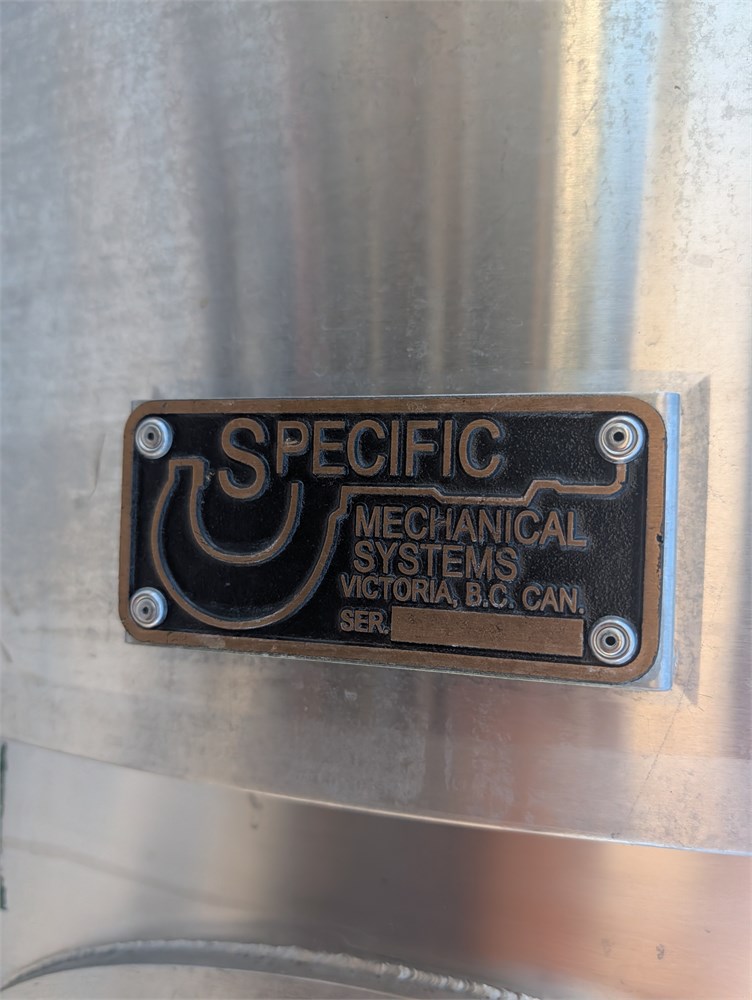 SPECIFIC
MECHANICAL
SYSTEMS
VICTORIA, B.C. CAN.
SER.